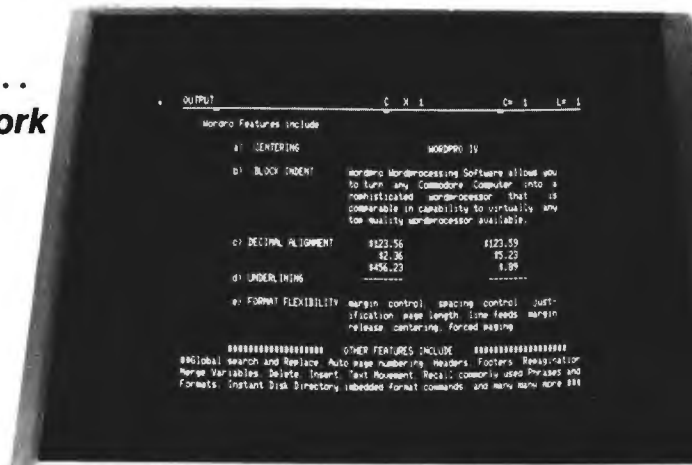 ..
ork
OUTPUT C X 1 C= 1 L= 1
Wordpro Features include
a) CENTERING WORDPRO IV
b) BLOCK INDENT Wordpro Wordprocessing Software allows you
to turn any Commodore Computer into a
sophisticated wordprocessor that is
comparable in capability to virtually any
top quality wordprocessor available.
c) DECIMAL ALIGNMENT $123.56 $123.59
$2.36 $5.23
$456.23 $.89
d) UNDERLINING -------- --------
e) FORMAT FLEXIBILITY margin control, spacing control, just-
ification, page length, line feeds, margin
release, centering, forced paging
OTHER FEATURES INCLUDE
Global search and Replace, Auto page numbering, Headers, Footers, Repagination
Merge Variables, Delete, Insert, Text Movement, Recall commonly used Phrases and
Formats, Instant Disk Directory imbedded format commands, and many many more